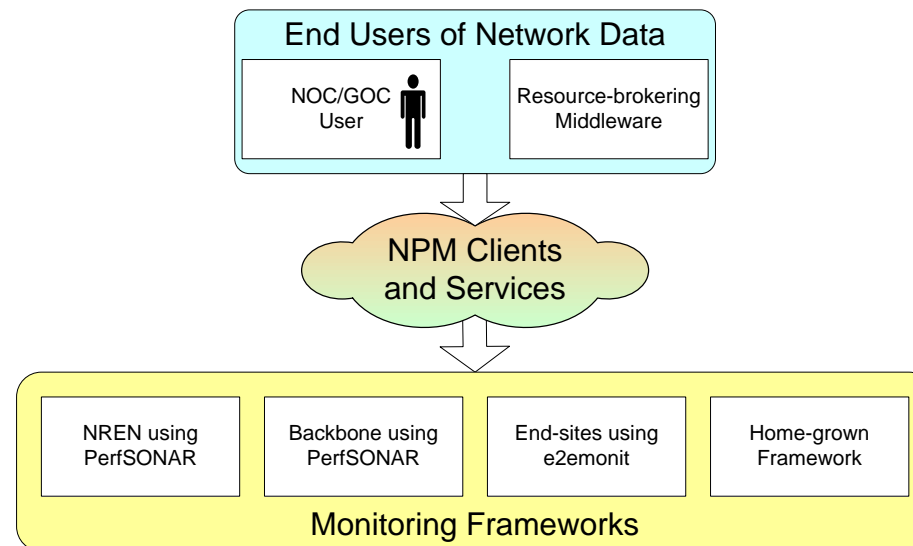 End Users of Network Data
NOC/GOC
User
Resource-brokering
Middleware
NPM Clients
and Services
NREN using
PerfSONAR
Backbone using
PerfSONAR
End-sites using
e2emonit
Home-grown
Framework
Monitoring Frameworks